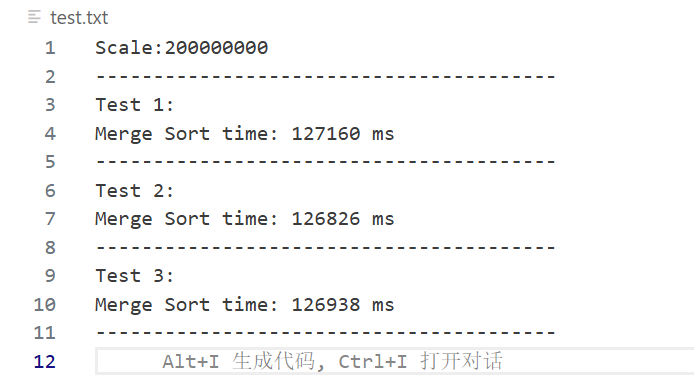 test.txt
1 Scale:200000000
2 ----------------------------------------
3 Test 1:
4 Merge Sort time: 127160 ms
5 ----------------------------------------
6 Test 2:
7 Merge Sort time: 126826 ms
8 ----------------------------------------
9 Test 3:
10 Merge Sort time: 126938 ms
11 ----------------------------------------
12 Alt+I 生成代码, Ctrl+I 打开对话